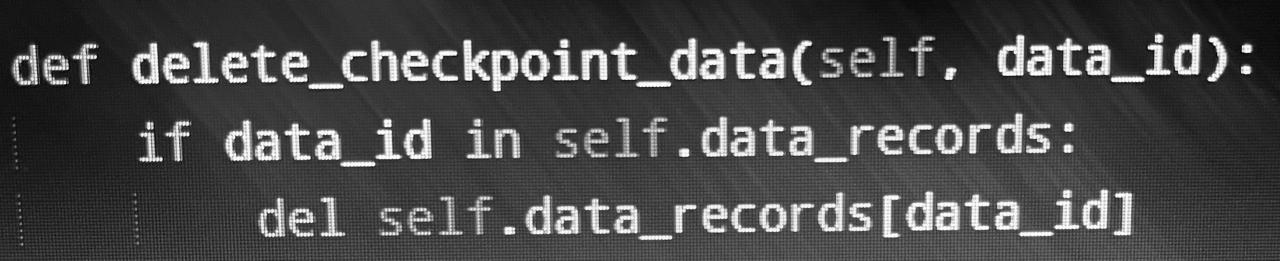 def delete_checkpoint_data(self, data_id):
    if data_id in self.data_records:
        del self.data_records[data_id]